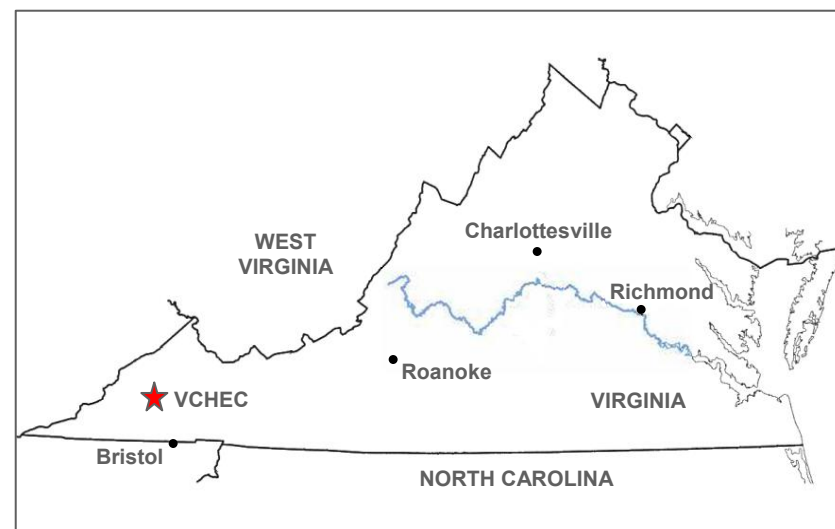 Charlottesville
WEST
VIRGINIA
Richmond
Roanoke
VCHEC
VIRGINIA
Bristol
NORTH CAROLINA